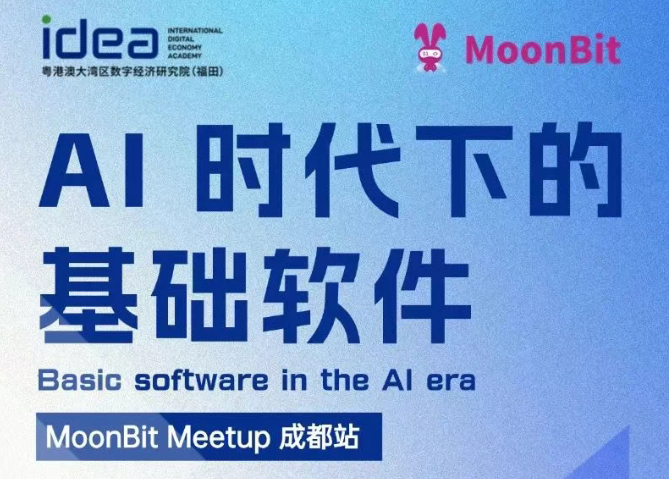 idea INTERNATIONAL
DIGITAL
ECONOMY
ACADEMY
粤港澳大湾区数字经济研究院(福田)
MoonBit
AI 时代下的
基础软件
Basic software in the AI era
MoonBit Meetup 成都站